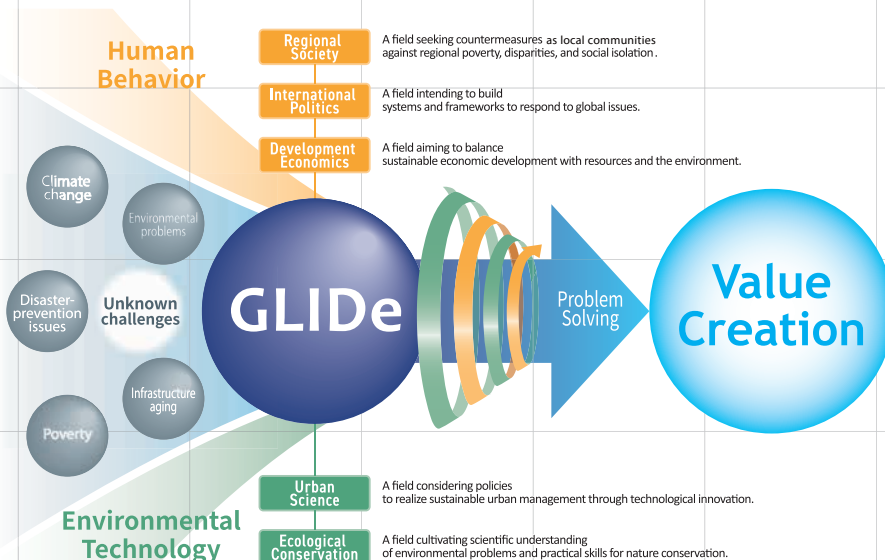 Human
Behavior
Regional
Society
A field seeking countermeasures as local communities
against regional poverty, disparities, and social isolation.
International
Politics
A field intending to build
systems and frameworks to respond to global issues.
Development
Economics
A field aiming to balance
sustainable economic development with resources and the environment.
Climate
change
Environmental
problems
Disaster-
prevention
issues
Unknown
challenges
Infrastructure
aging
Poverty
GLIDe
Problem
Solving
Value
Creation
Urban
Science
A field considering policies
to realize sustainable urban management through technological innovation.
Environmental
Technology
Ecological
Conservation
A field cultivating scientific understanding
of environmental problems and practical skills for nature conservation.